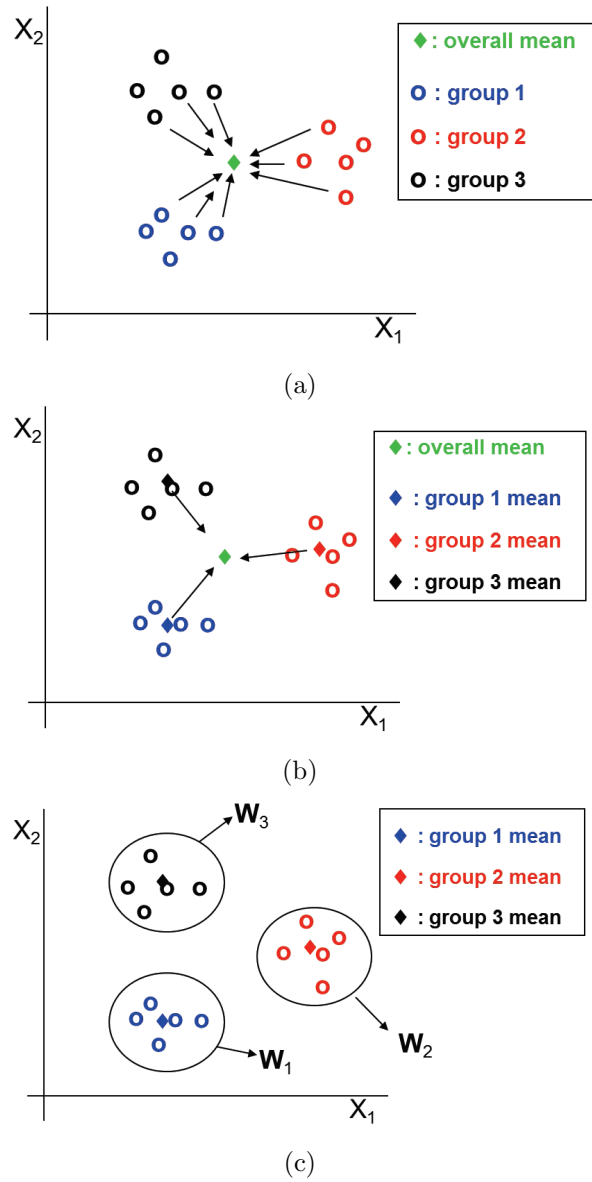 X₂
◆: overall mean
o : group 1
o : group 2
o : group 3
X₁
(a)
X₂
◆: overall mean
◆ : group 1 mean
◆ : group 2 mean
◆ : group 3 mean
X₁
(b)
X₂
W₃
◆ : group 1 mean
◆ : group 2 mean
◆ : group 3 mean
W₁
W₂
X₁
(c)